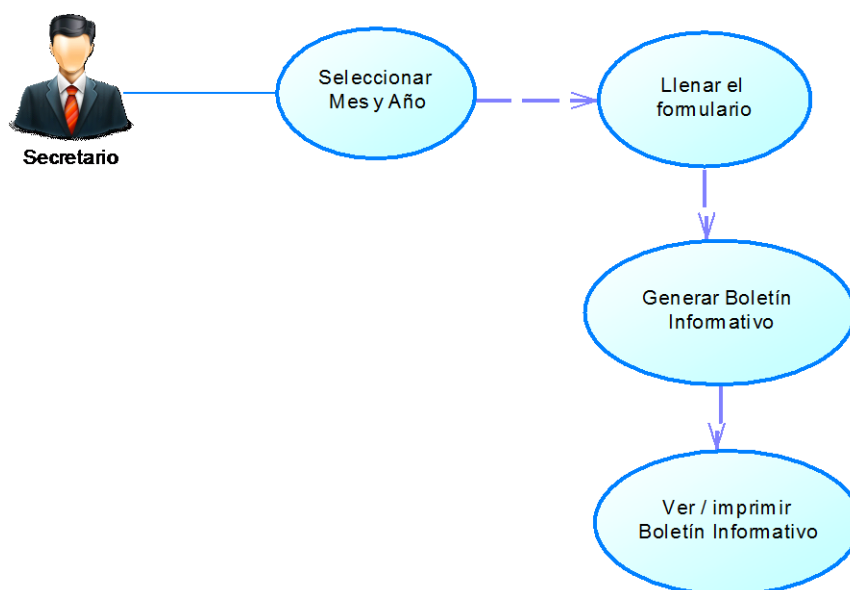 Seleccionar
Mes y Año
Llenar el
formulario
Secretario
Generar Boletín
Informativo
Ver / imprimir
Boletín Informativo